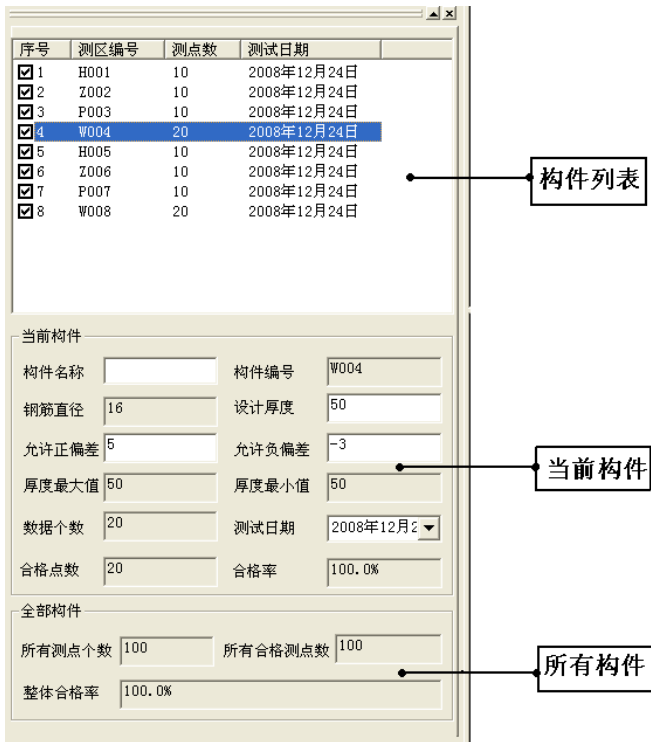 序号 测区编号 测点数 测试日期
1 H001 10 2008年12月24日
2 Z002 10 2008年12月24日
3 P003 10 2008年12月24日
4 W004 20 2008年12月24日
5 H005 10 2008年12月24日
6 Z006 10 2008年12月24日
7 P007 10 2008年12月24日
8 W008 20 2008年12月24日
构件列表
当前构件
构件名称 构件编号 W004
钢筋直径 16 设计厚度 50
允许正偏差 5 允许负偏差 -3
当前构件
厚度最大值 50 厚度最小值 50
数据个数 20 测试日期 2008年12月2
合格点数 20 合格率 100.0%
全部构件
所有测点个数 100 所有合格测点数 100
所有构件
整体合格率 100.0%